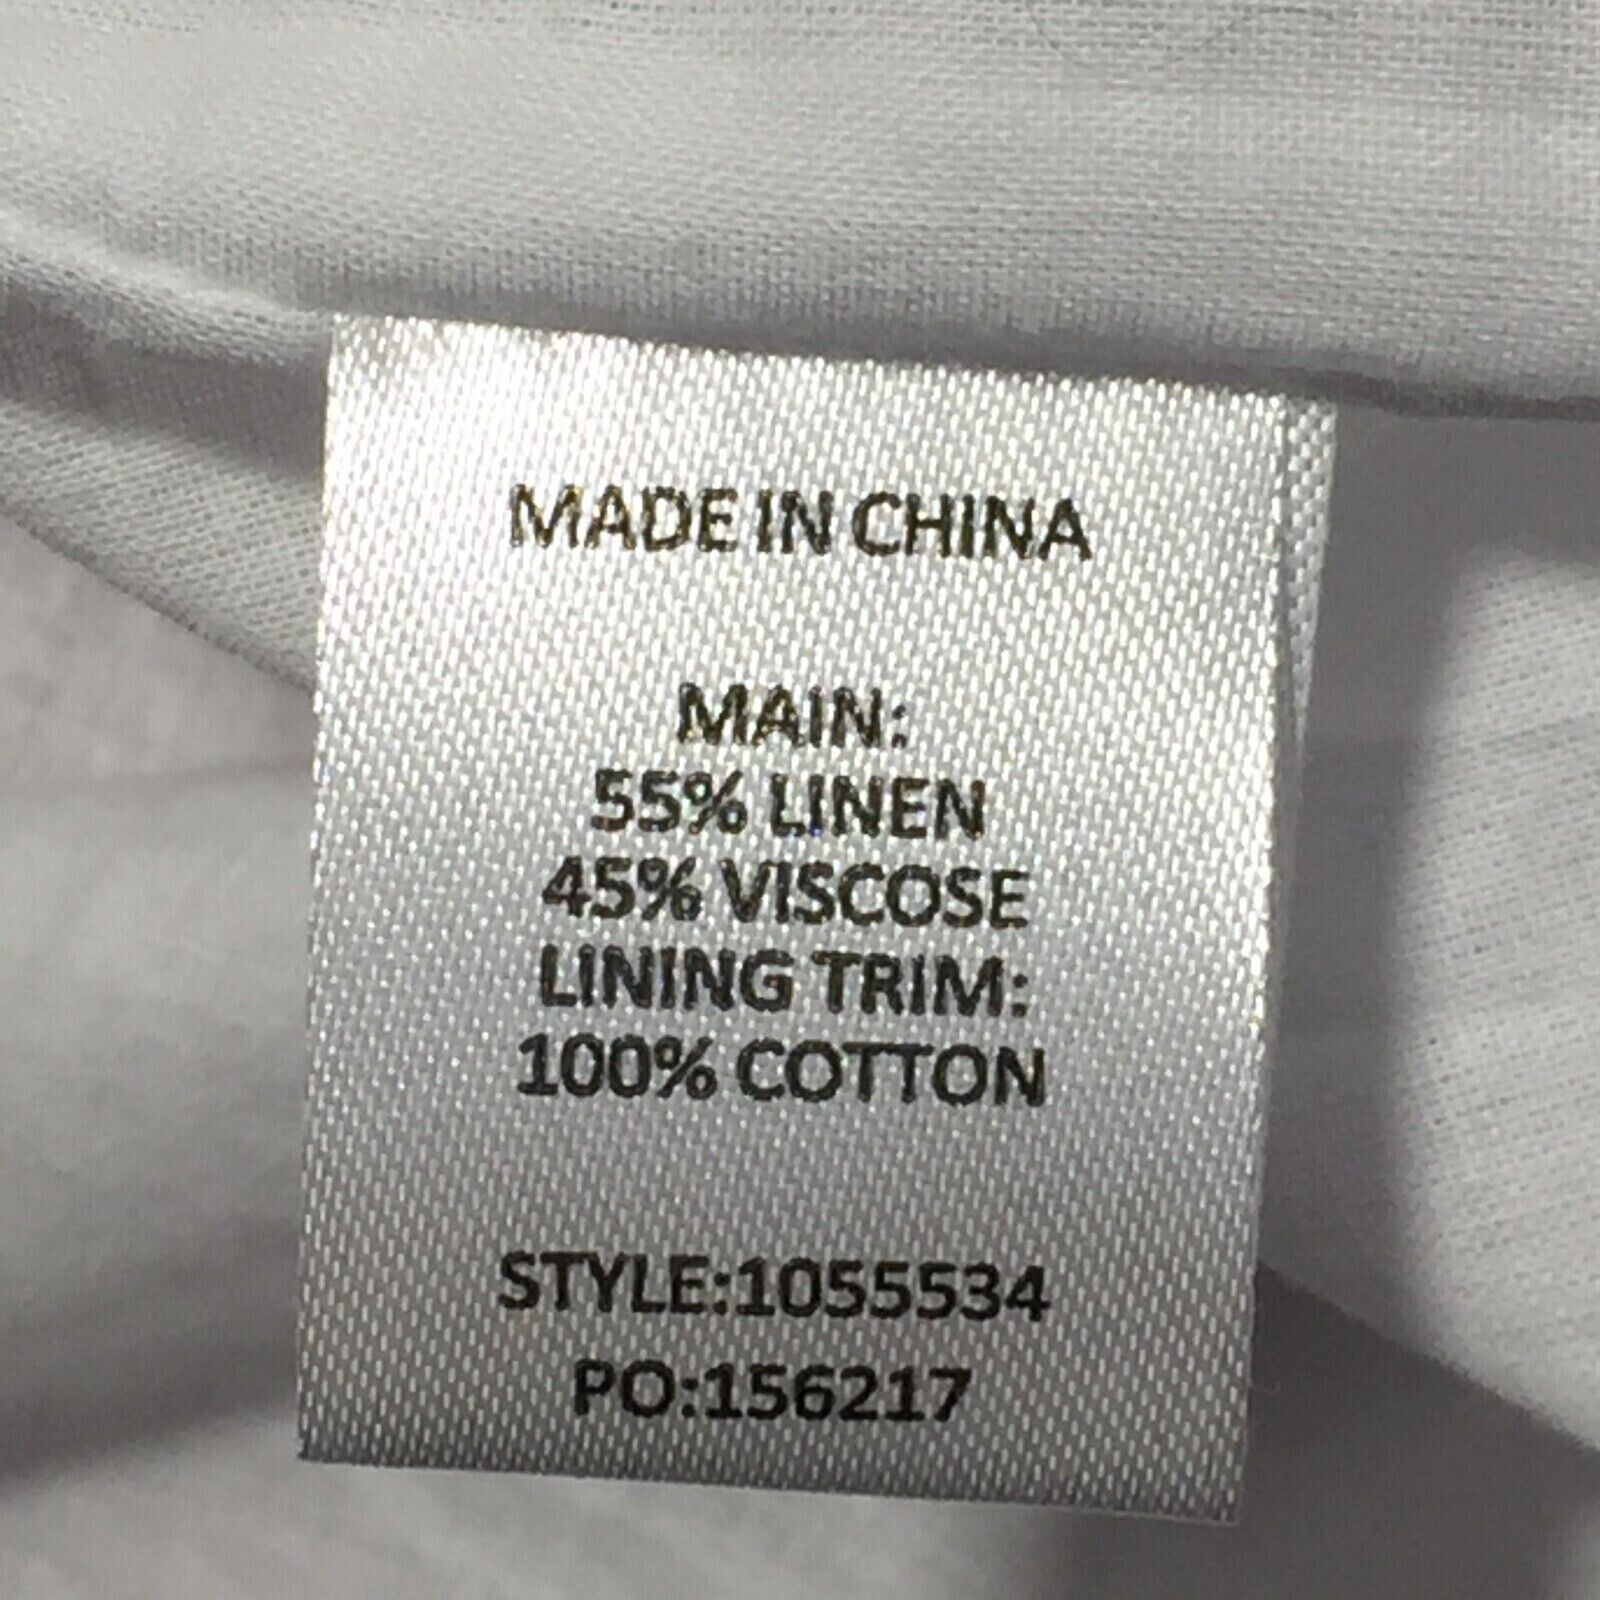 MADE IN CHINA
MAIN:
55% LINEN
45% VISCOSE
LINING TRIM:
100% COTTON
STYLE:1055534
PO:156217